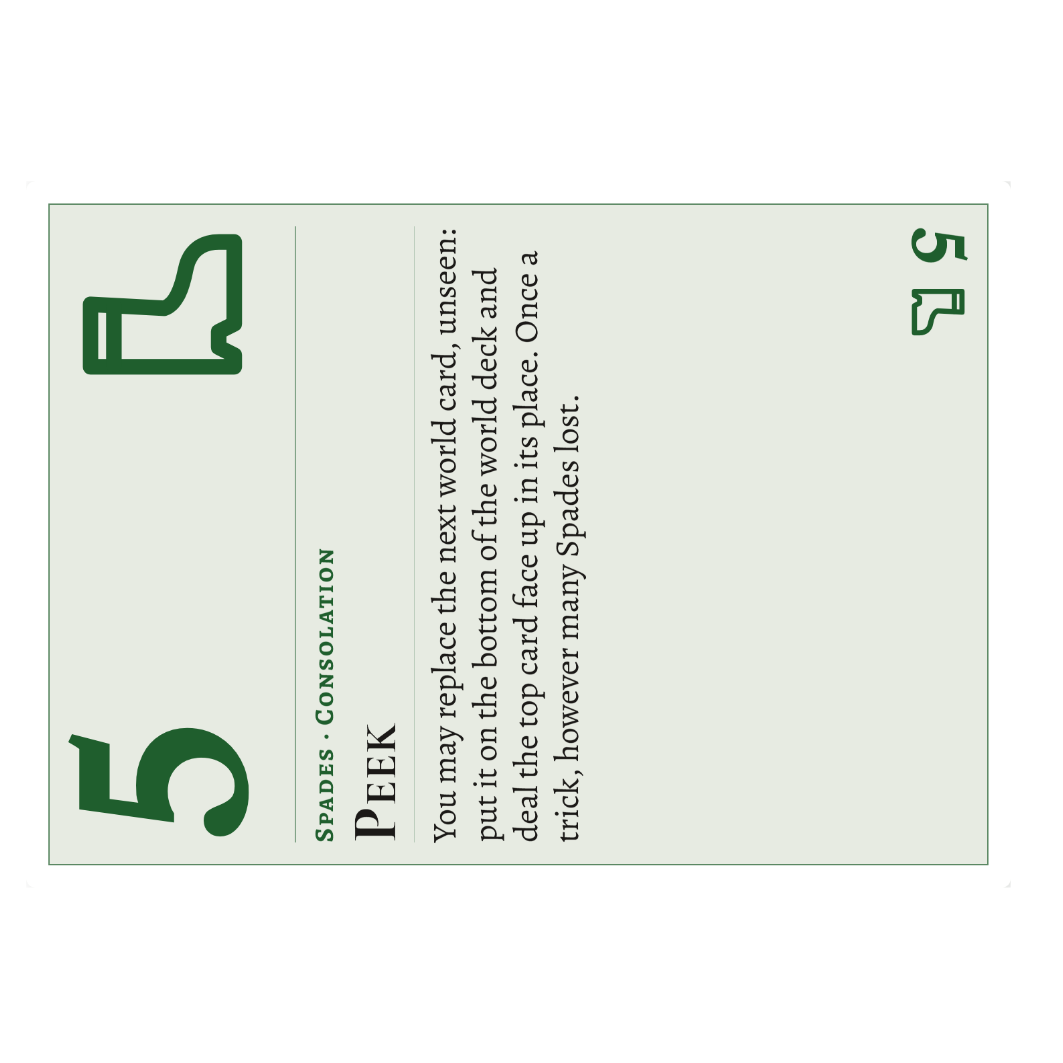 5
Spades · Consolation
Peek
You may replace the next world card, unseen:
put it on the bottom of the world deck and
deal the top card face up in its place. Once a
trick, however many Spades lost.
5